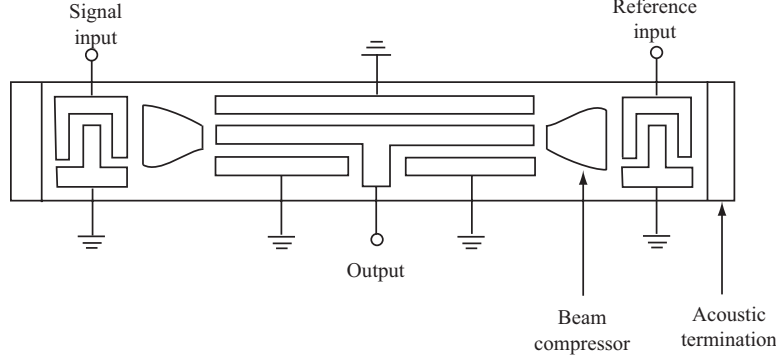 Signal
input
Reference
input
Output
Beam
compressor
Acoustic
termination